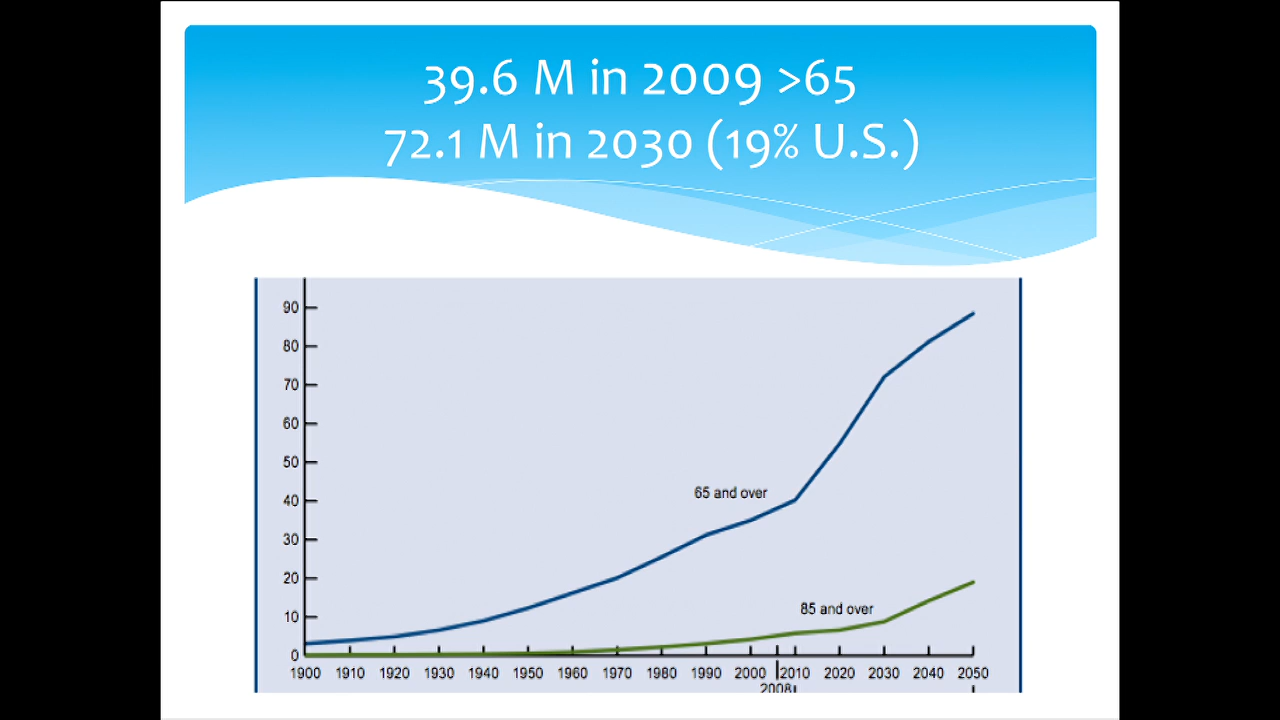 39.6 M in 2009 >65
72.1 M in 2030 (19% U.S.)
90
80
70
60
50
40
30
20
10
0
65 and over
85 and over
1900 1910 1920 1930 1940 1950 1960 1970 1980 1990 2000 2010 2020 2030 2040 2050
2008